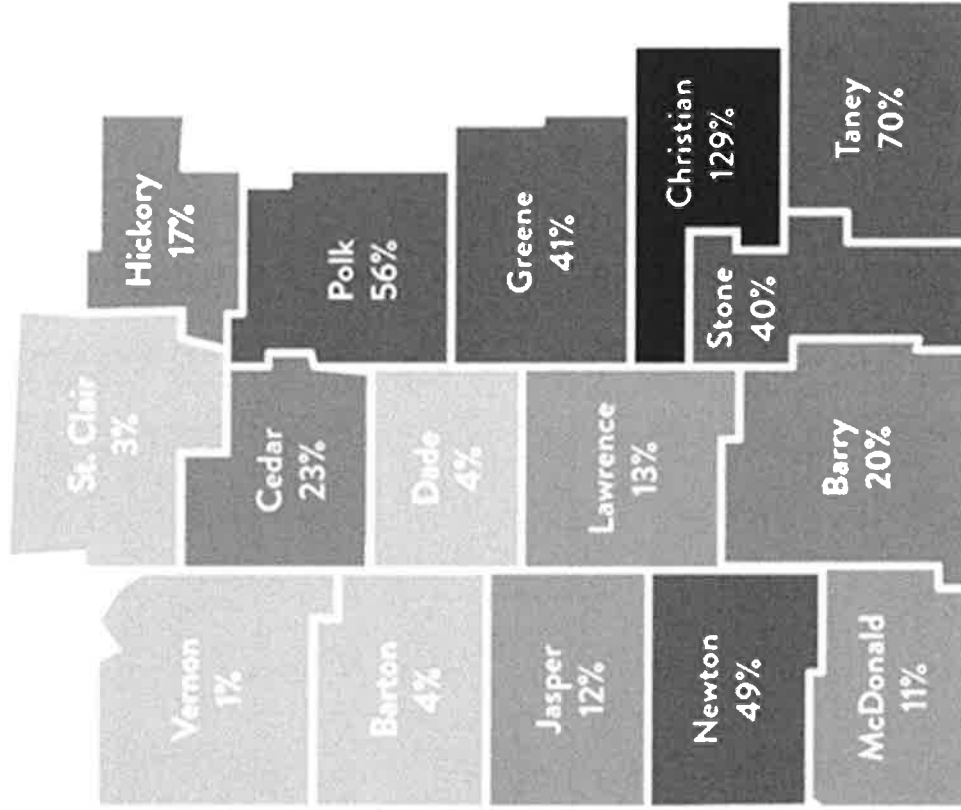 St. Clair
3%
Hickory
17%
Vernon
1%
Cedar
23%
Polk
56%
Barton
4%
Dade
4%
Greene
41%
Jasper
12%
Lawrence
13%
Christian
129%
Newton
49%
Stone
40%
McDonald
11%
Barry
20%
Taney
70%